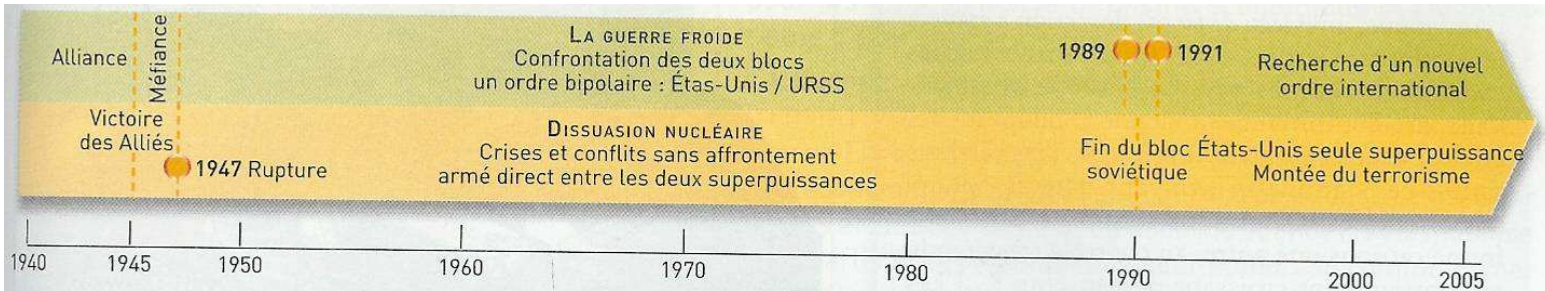 Alliance
Méfiance
LA GUERRE FROIDE
Confrontation des deux blocs
un ordre bipolaire : Étas-Unis / URSS
1989
1991
Recherche d'un nouvel
ordre international
Victoire
des Alliés
1947 Rupture
DISSUASION NUCLÉAIRE
Crises et conflits sans affrontement
armé direct entre les deux superpuissances
Fin du bloc
soviétique
États-Unis seule superpuissance
Montée du terrorisme
1940
1945
1950
1960
1970
1980
1990
2000
2005